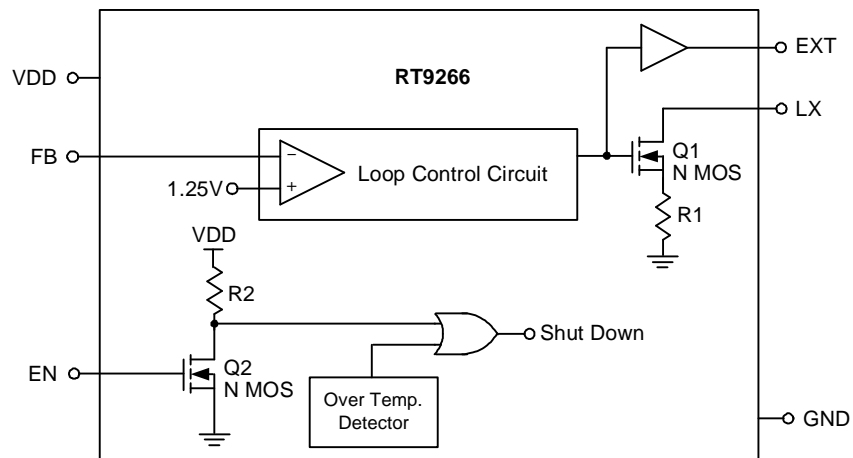 EXT
VDD
RT9266
LX
FB
−
Loop Control Circuit
Q1
N MOS
1.25V
+
R1
VDD
R2
Shut Down
EN
Q2
N MOS
Over Temp.
Detector
GND